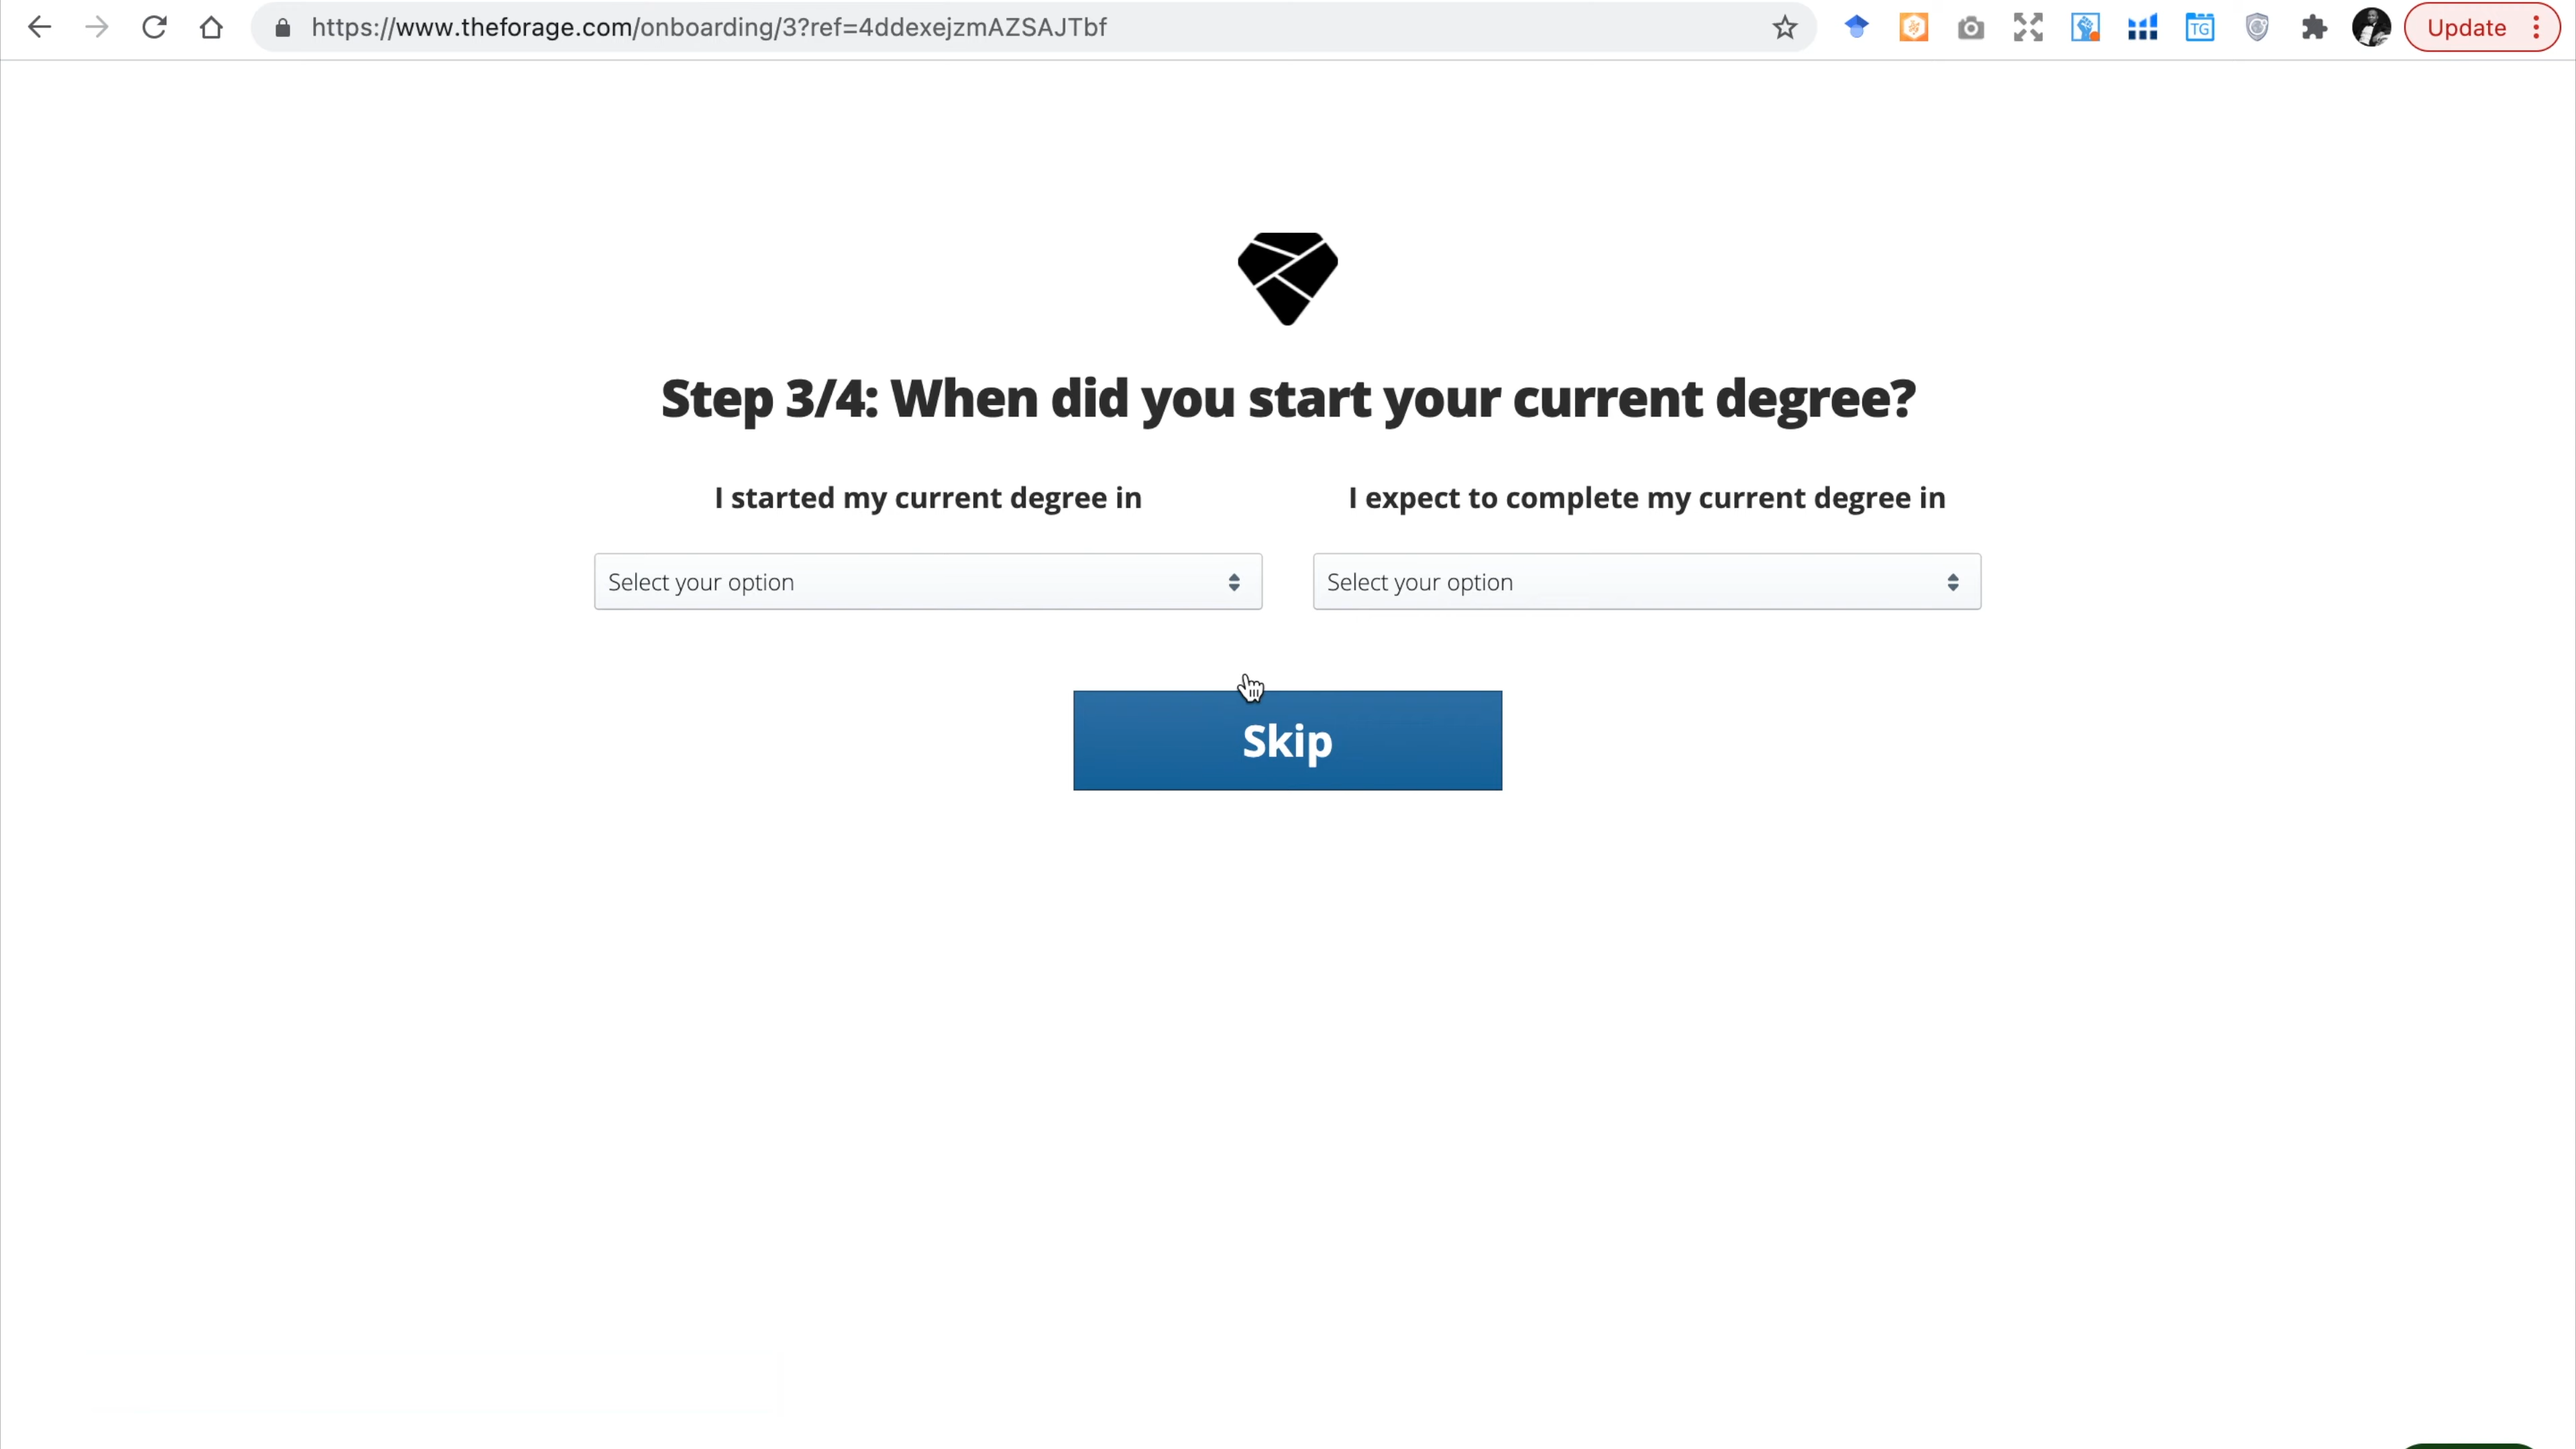 https://www.theforage.com/onboarding/3?ref=4ddexejzmAZSAJTbf
TG
Update
Step 3/4: When did you start your current degree?
I started my current degree in
I expect to complete my current degree in
Select your option
Select your option
Skip